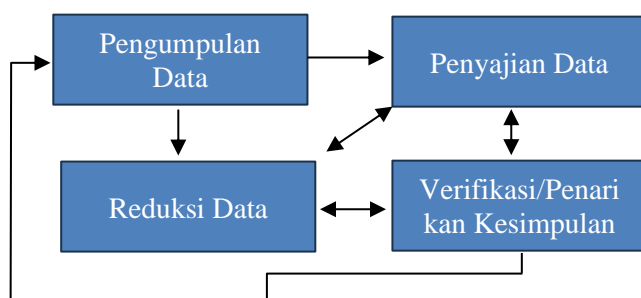 Pengumpulan
Data
Penyajian Data
Reduksi Data
Verifikasi/Penari
kan Kesimpulan